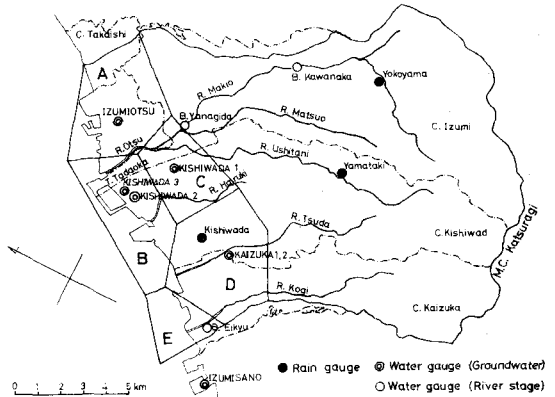 C. Takaishi
A
B. Kawanaka
Yokoyama
R. Makio
IZUMIOTSU
B. Yanagida
R. Matsuo
C. Izumi
R. Otsu
R. Ushitani
Tadaoka
KISHIWADA 1
Yamataki
KISHIWADA 3
C
KISHIWADA 2
R. Tsuda
M.C. Katsuragi
Kishiwada
C. Kishiwad
B
KAIZUKA 1,2
D
R. Kogi
C. Kaizuka
E
B. Eikyu
IZUMISANO
0 1 2 3 4 5 km
Rain gauge
Water gauge (Groundwater)
Water gauge (River stage)